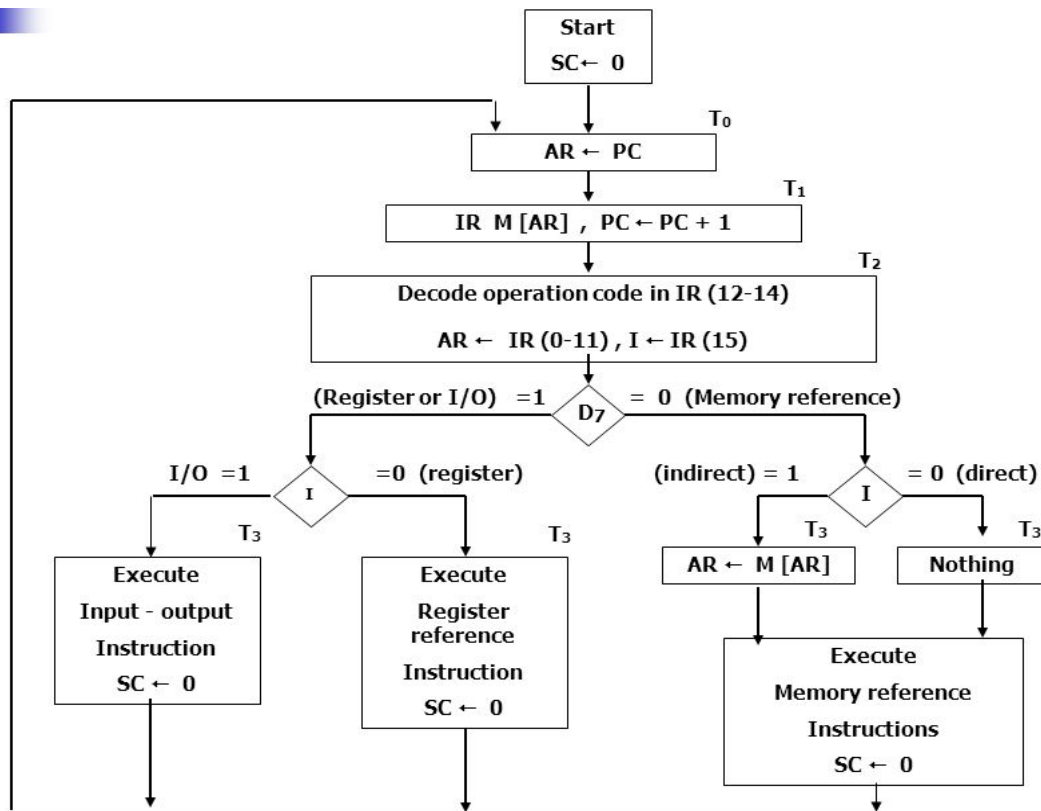 Start
SC← 0
T₀
AR ← PC
T₁
IR M [AR] , PC ← PC + 1
T₂
Decode operation code in IR (12-14)
AR ← IR (0-11) , I ← IR (15)
(Register or I/O) =1
D₇
= 0 (Memory reference)
I/O =1
I
=0 (register)
(indirect) = 1
I
= 0 (direct)
T₃
T₃
T₃
T₃
Execute
Input - output
Instruction
SC ← 0
Execute
Register
reference
Instruction
SC ← 0
AR ← M [AR]
Nothing
Execute
Memory reference
Instructions
SC ← 0